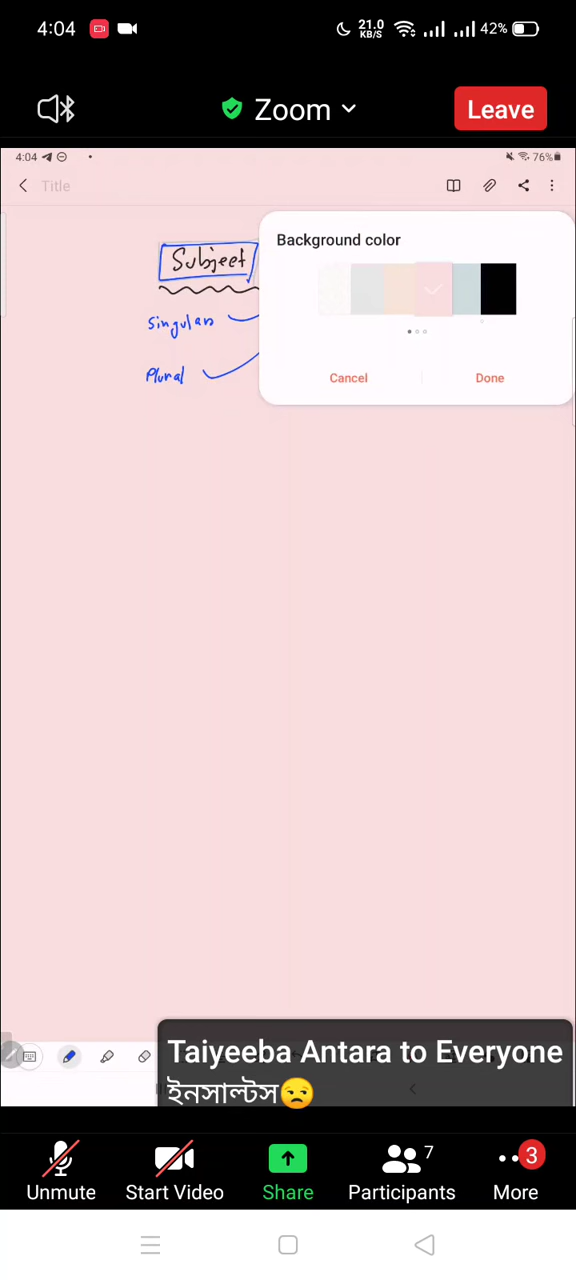 4:04 21.0 KB/S 42%
Zoom Leave
4:04 76%
Title
Background color
Subject
Singular
Plural
Cancel Done
Taiyeeba Antara to Everyone
ইনসাল্টস😒
Unmute Start Video Share Participants 7 More 3